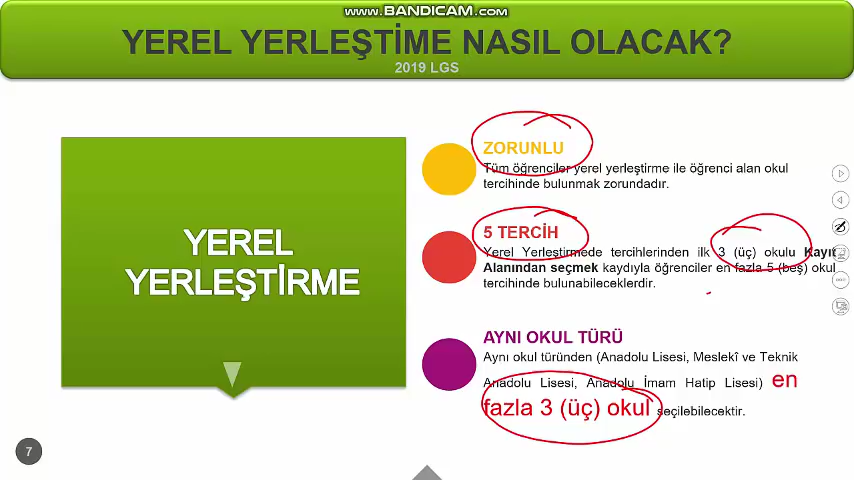 WWW.BANDICAM.COM
YEREL YERLEŞTİME NASIL OLACAK?
2019 LGS
YEREL
YERLEŞTİRME
ZORUNLU
Tüm öğrenciler yerel yerleştirme ile öğrenci alan okul
tercihinde bulunmak zorundadır.
5 TERCİH
Yerel Yerleştirmede tercihlerinden ilk 3 (üç) okulu Kayıt
Alanından seçmek kaydıyla öğrenciler en fazla 5 (beş) okul
tercihinde bulunabileceklerdir.
AYNI OKUL TÜRÜ
Aynı okul türünden (Anadolu Lisesi, Meslekî ve Teknik
Anadolu Lisesi, Anadolu İmam Hatip Lisesi) en
fazla 3 (üç) okul seçilebilecektir.
7